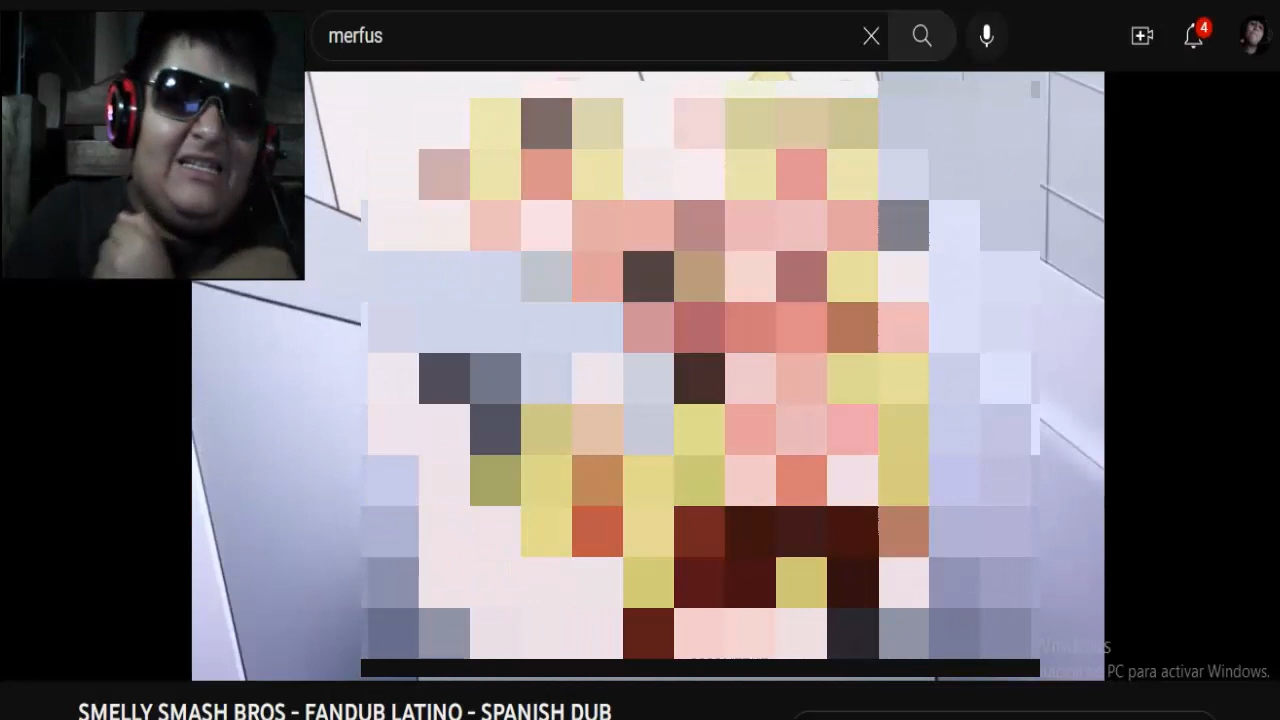 merfus
4
PC para activar Windows.
SMELLY SMASH BROS - FANDUB LATINO - SPANISH DUB